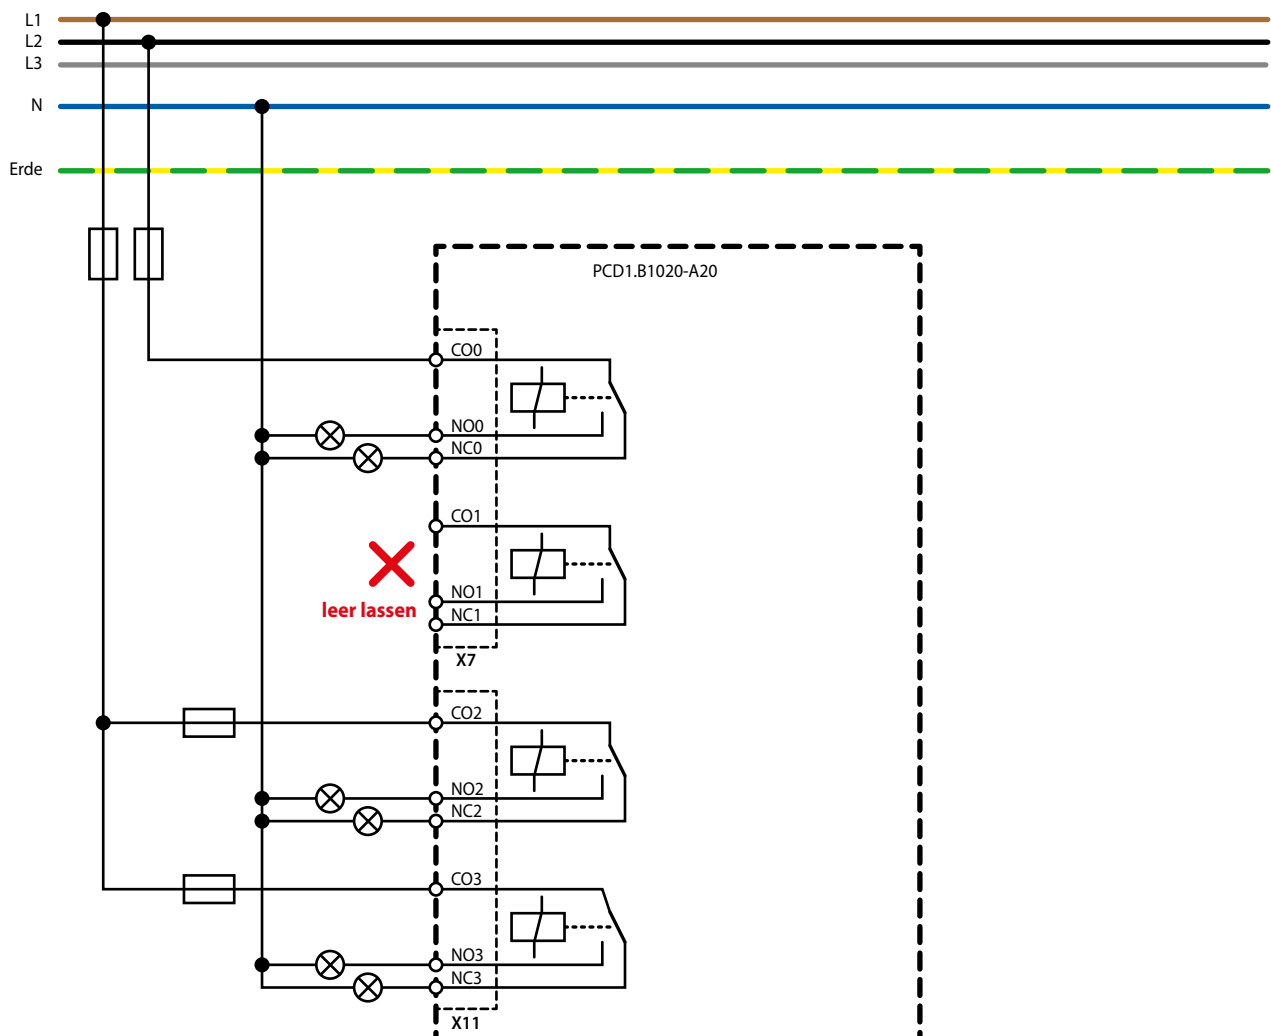 L1
L2
L3
N
Erde
PCD1.B1020-A20
CO0
NO0
NC0
CO1
leer lassen
NO1
NC1
X7
CO2
NO2
NC2
CO3
NO3
NC3
X11